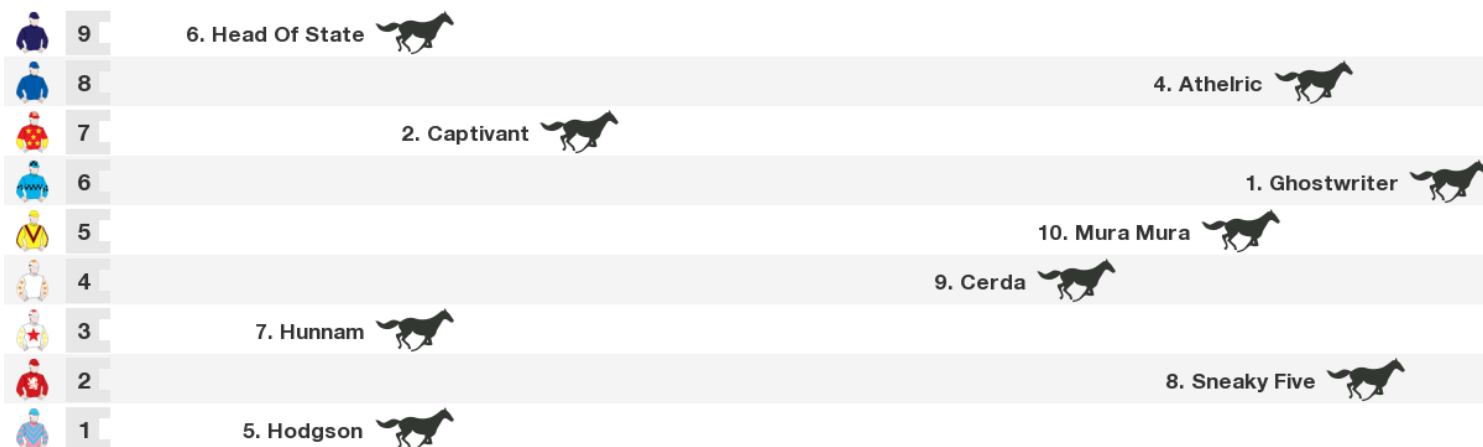 9 6. Head Of State
8 4. Athelric
7 2. Captivant
6 1. Ghostwriter
5 10. Mura Mura
4 9. Cerda
3 7. Hunnam
2 8. Sneaky Five
1 5. Hodgson